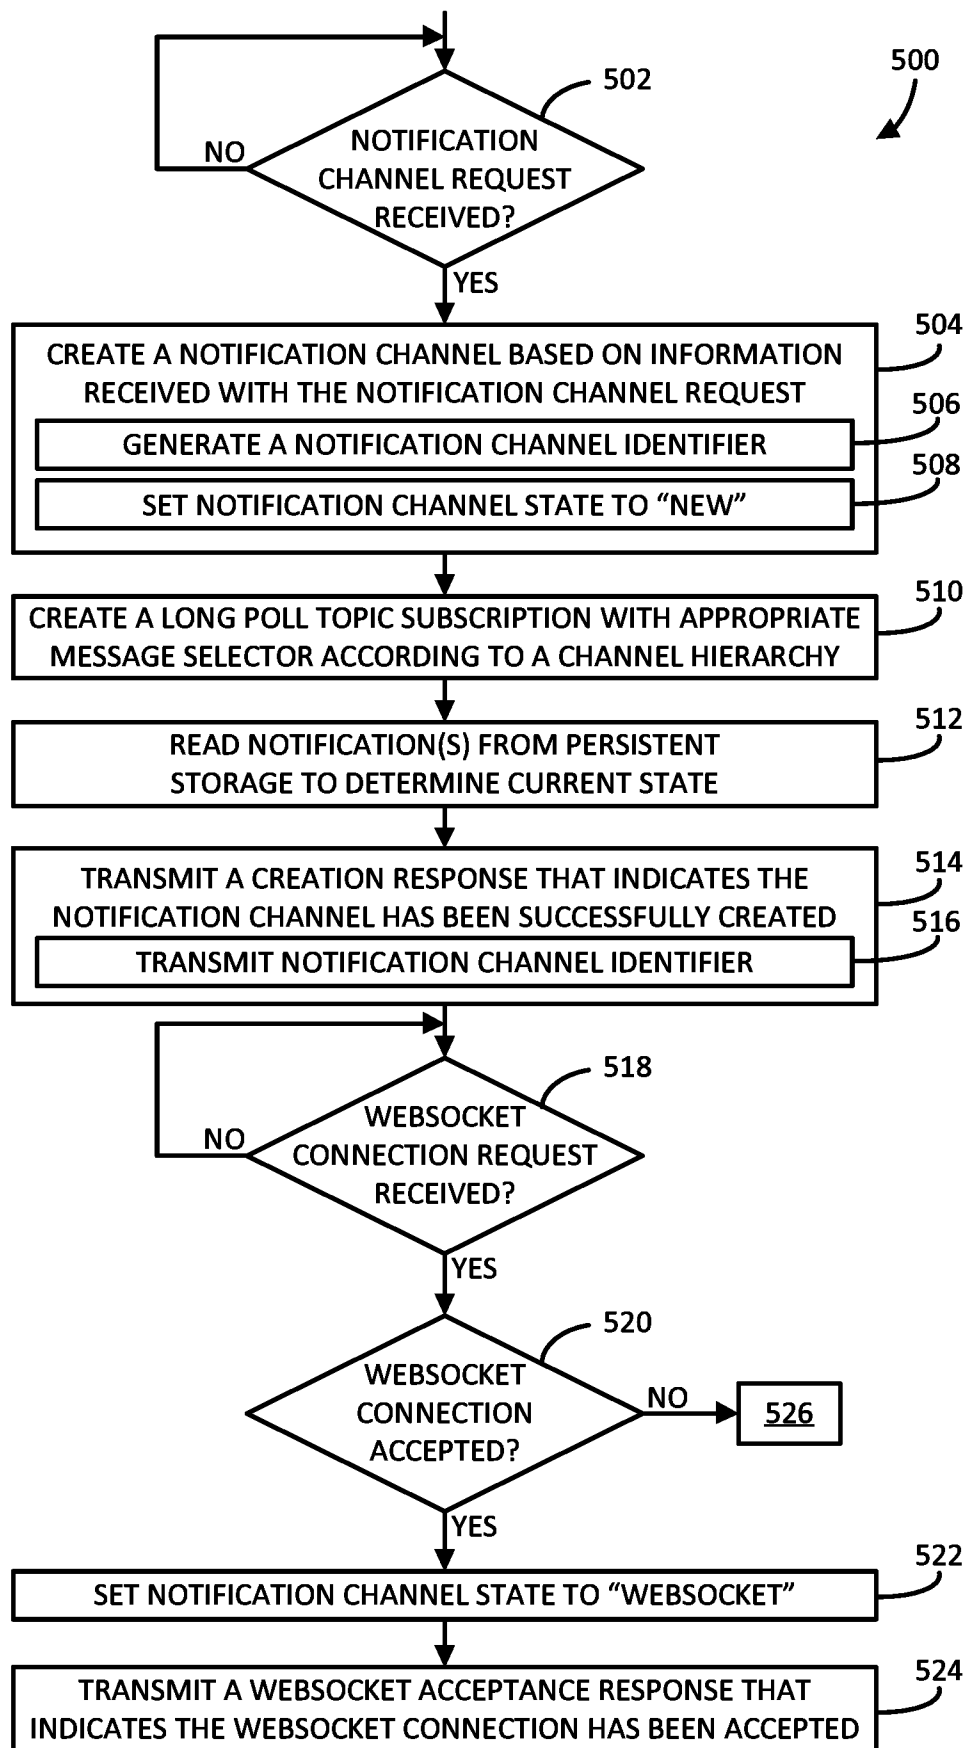 500
502
NOTIFICATION
CHANNEL REQUEST
RECEIVED?
NO
YES
504
CREATE A NOTIFICATION CHANNEL BASED ON INFORMATION
RECEIVED WITH THE NOTIFICATION CHANNEL REQUEST
506
GENERATE A NOTIFICATION CHANNEL IDENTIFIER
508
SET NOTIFICATION CHANNEL STATE TO “NEW”
510
CREATE A LONG POLL TOPIC SUBSCRIPTION WITH APPROPRIATE
MESSAGE SELECTOR ACCORDING TO A CHANNEL HIERARCHY
512
READ NOTIFICATION(S) FROM PERSISTENT
STORAGE TO DETERMINE CURRENT STATE
514
TRANSMIT A CREATION RESPONSE THAT INDICATES THE
NOTIFICATION CHANNEL HAS BEEN SUCCESSFULLY CREATED
516
TRANSMIT NOTIFICATION CHANNEL IDENTIFIER
518
WEBSOCKET
CONNECTION REQUEST
RECEIVED?
NO
YES
520
WEBSOCKET
CONNECTION
ACCEPTED?
NO
526
YES
522
SET NOTIFICATION CHANNEL STATE TO “WEBSOCKET”
524
TRANSMIT A WEBSOCKET ACCEPTANCE RESPONSE THAT
INDICATES THE WEBSOCKET CONNECTION HAS BEEN ACCEPTED